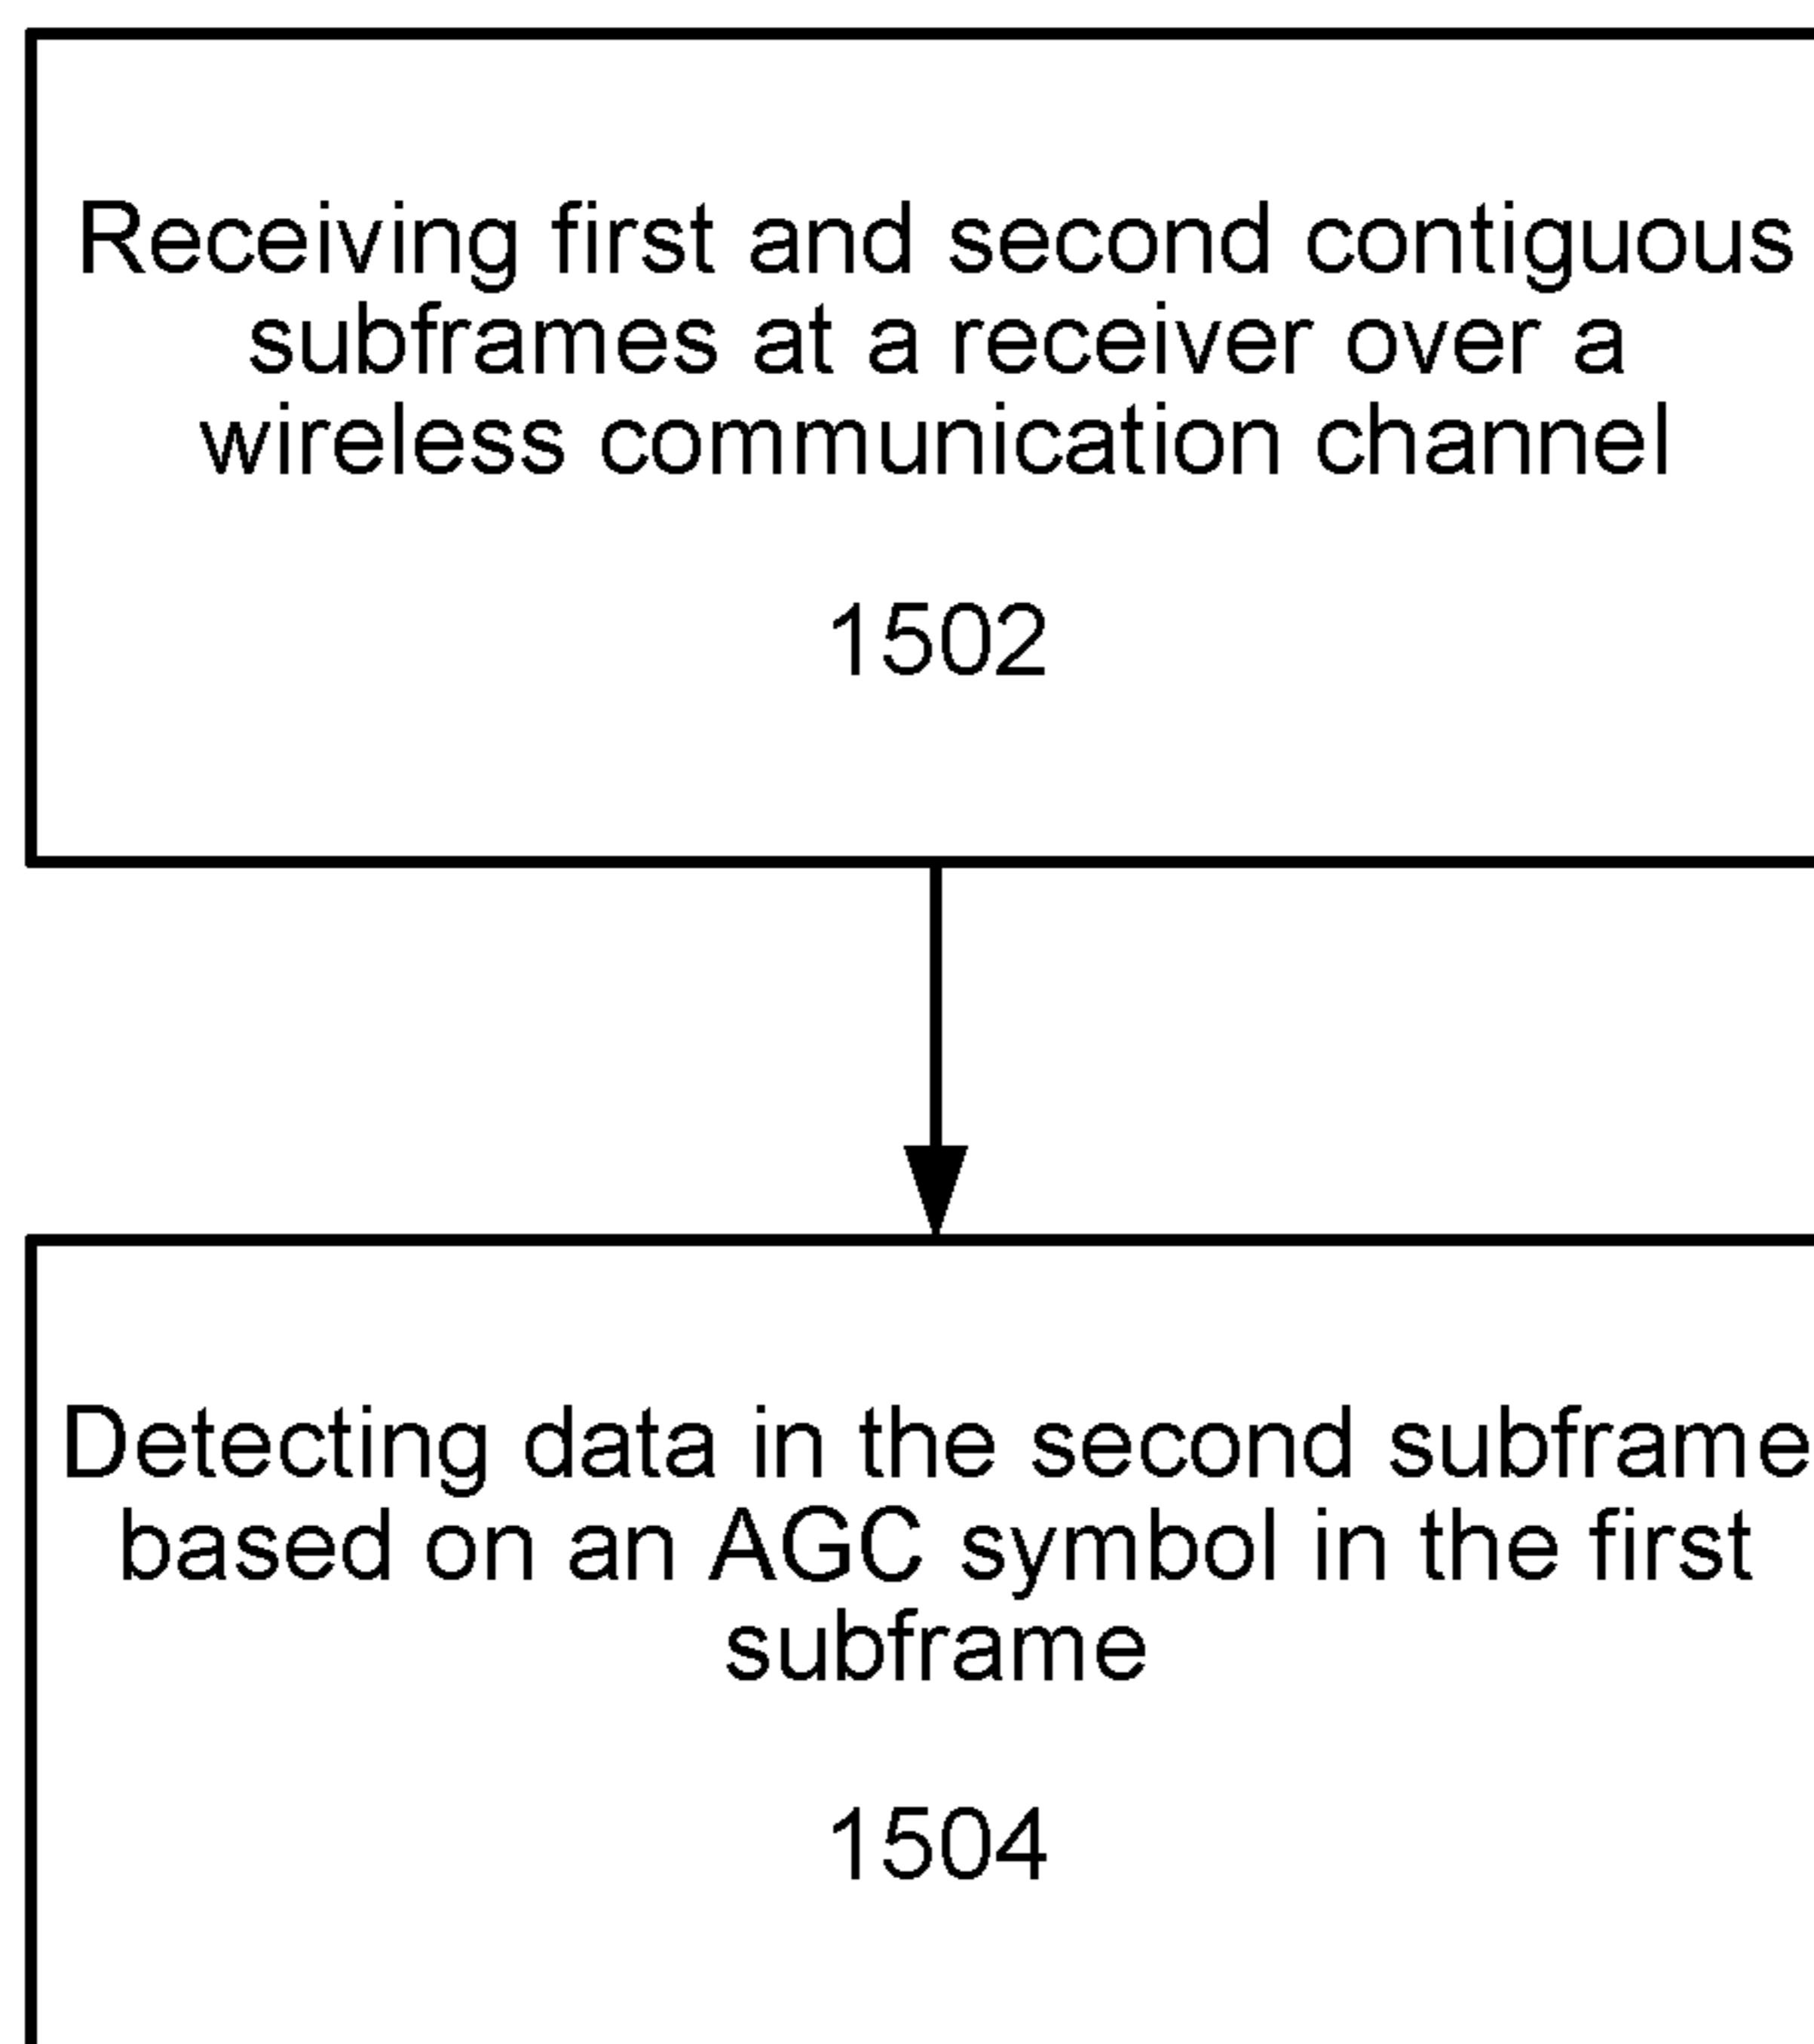 Receiving first and second contiguous
subframes at a receiver over a
wireless communication channel
1502
Detecting data in the second subframe
based on an AGC symbol in the first
subframe
1504